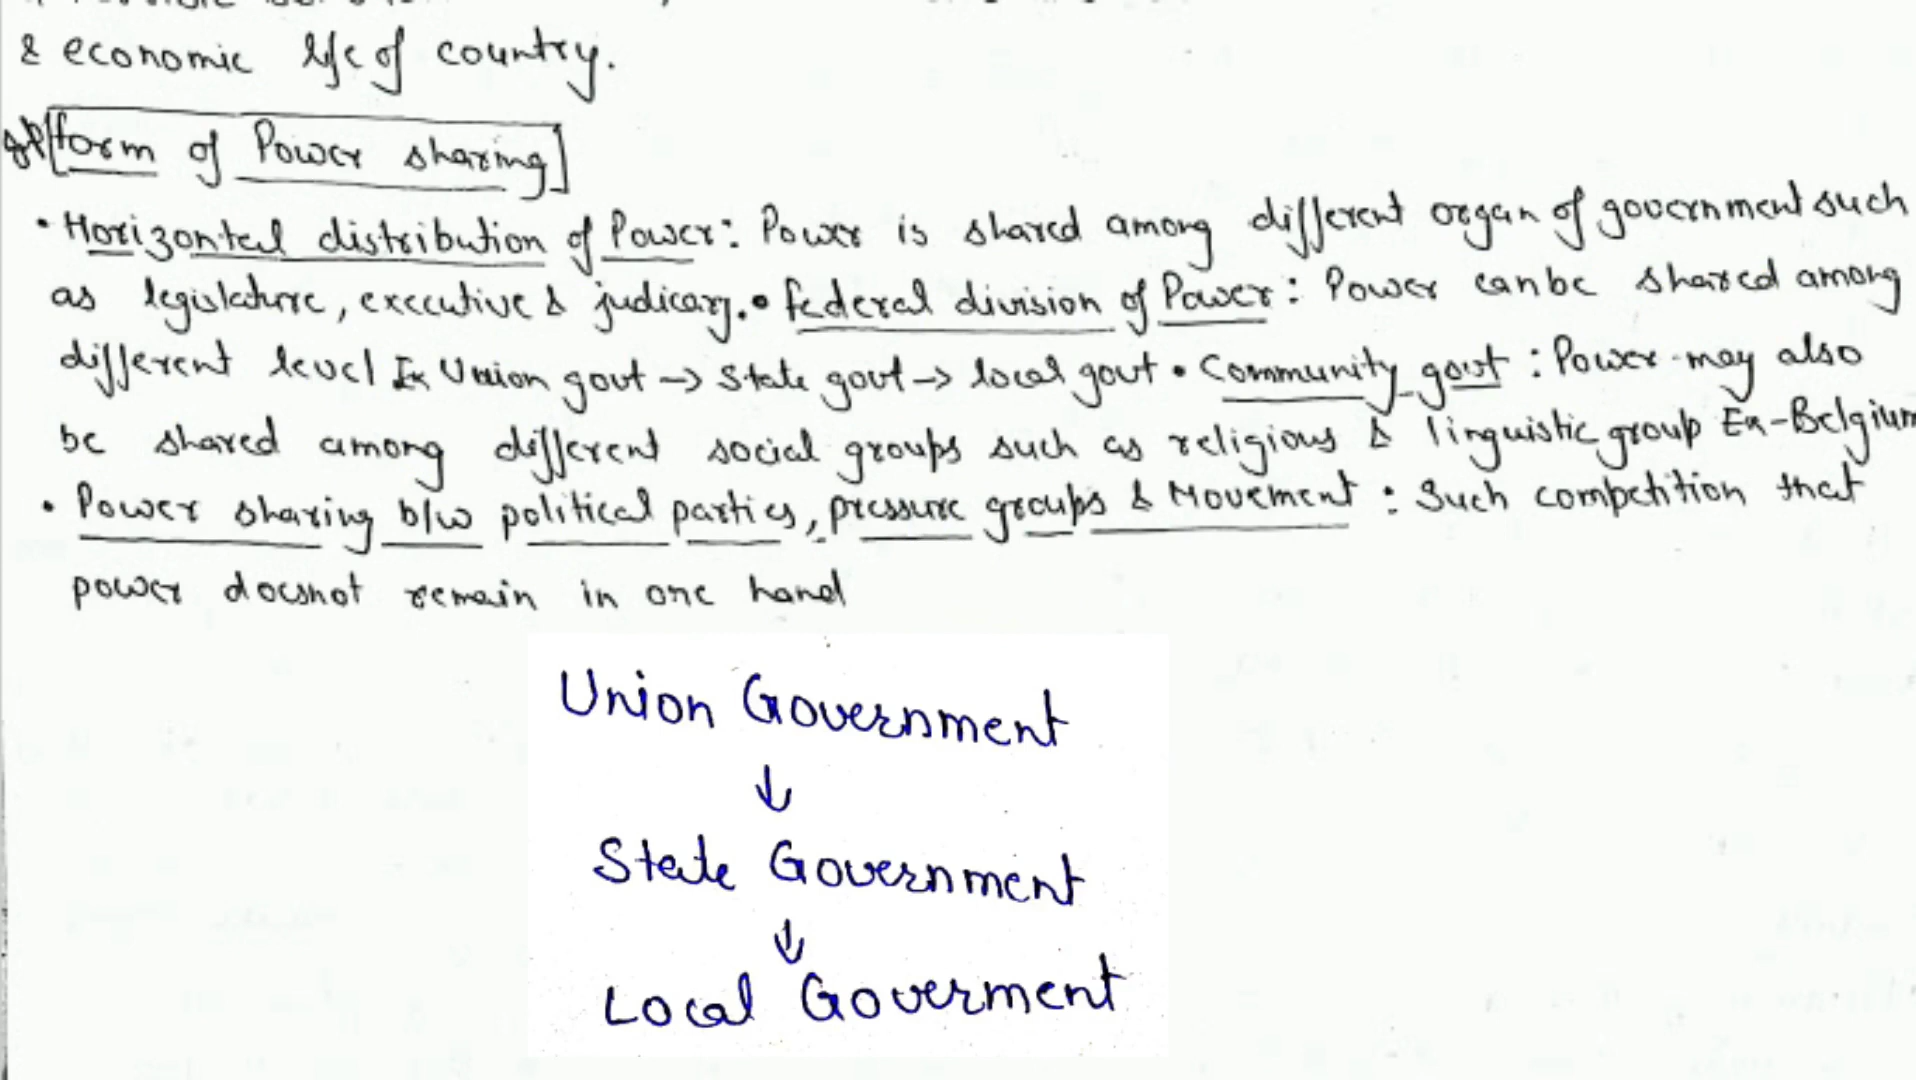 & economic life of country.
form of Power sharing
• Horizontal distribution of Power: Power is shared among different organ of government such
as legislature, executive & judicary. • federal division of Power: Power can be shared among
different level Ex Union govt → State govt → local govt • Community govt : Power may also
be shared among different social groups such as religious & linguistic group Ex-Belgium
• Power sharing b/w political parties, pressure groups & Movement : Such competition that
power doesnot remain in one hand
Union Government
↓
State Government
↓
Local Goverment